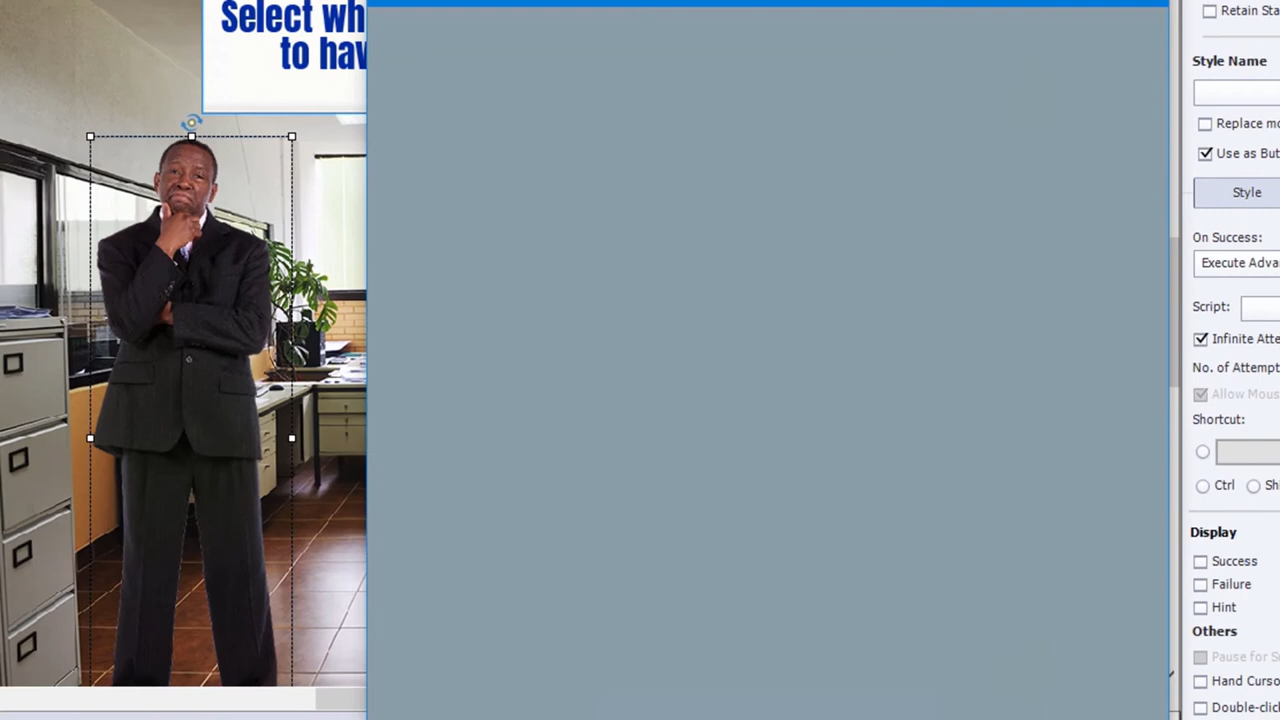 Select wh
to hav
Retain Sta
Style Name
Replace mo
Use as But
Style
On Success:
Execute Adva
Script:
Infinite Atte
No. of Attempt
Allow Mous
Shortcut:
Ctrl
Sh
Display
Success
Failure
Hint
Others
Pause for S
Hand Curso
Double-clic